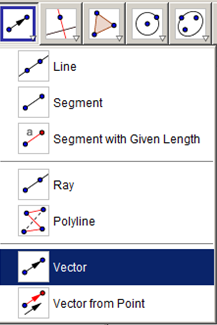 Line
Segment
a
Segment with Given Length
Ray
Polyline
Vector
Vector from Point